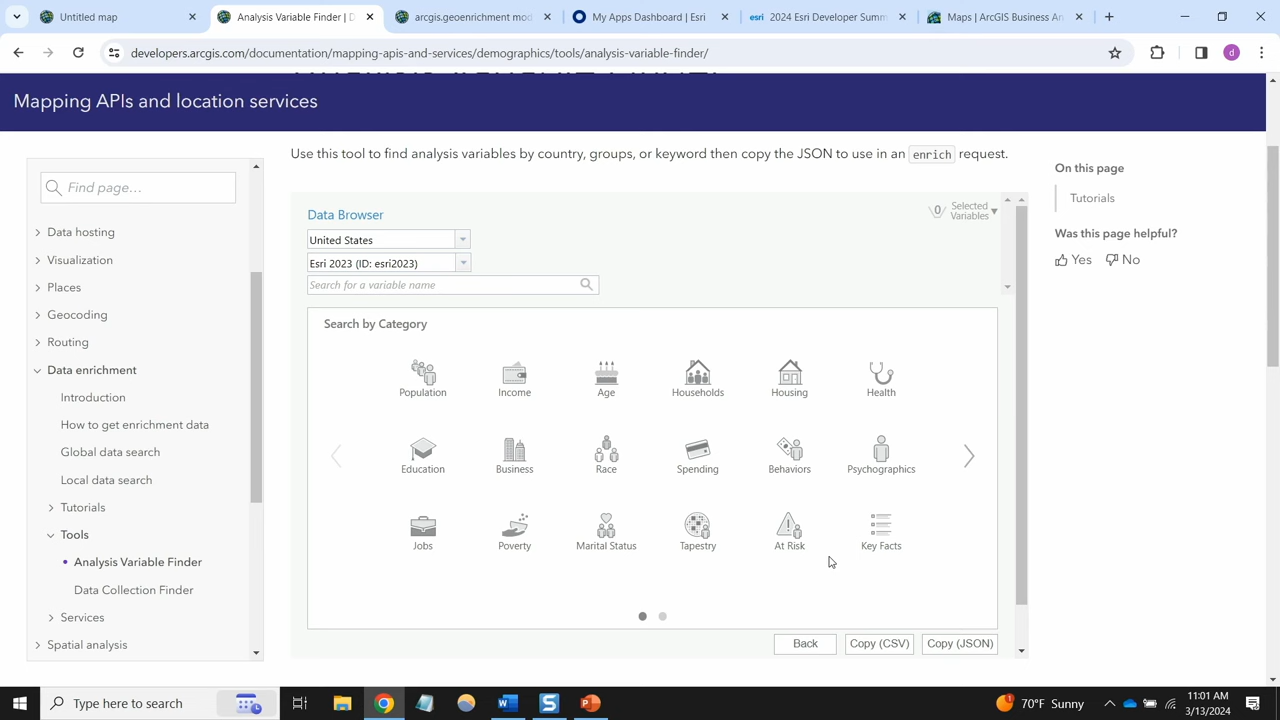 Untitled map
Analysis Variable Finder | D
arcgis.geoenrichment mod
My Apps Dashboard | Esri
esri 2024 Esri Developer Summ
Maps | ArcGIS Business An
developers.arcgis.com/documentation/mapping-apis-and-services/demographics/tools/analysis-variable-finder/
d
Mapping APIs and location services
Find page...
Data hosting
Visualization
Places
Geocoding
Routing
Data enrichment
Introduction
How to get enrichment data
Global data search
Local data search
Tutorials
Tools
Analysis Variable Finder
Data Collection Finder
Services
Spatial analysis
Use this tool to find analysis variables by country, groups, or keyword then copy the JSON to use in an enrich request.
Data Browser
0 Selected Variables
United States
Esri 2023 (ID: esri2023)
Search for a variable name
Search by Category
Population Income Age Households Housing Health
Education Business Race Spending Behaviors Psychographics
Jobs Poverty Marital Status Tapestry At Risk Key Facts
Back Copy (CSV) Copy (JSON)
On this page
Tutorials
Was this page helpful?
Yes No
Type here to search
1
70°F Sunny
11:01 AM
3/13/2024